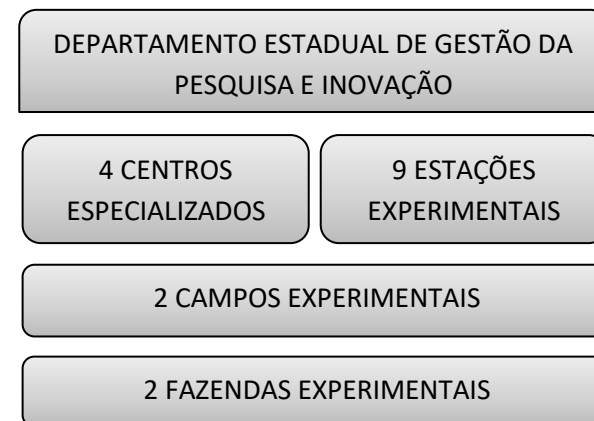 DEPARTAMENTO ESTADUAL DE GESTÃO DA
PESQUISA E INOVAÇÃO
4 CENTROS
ESPECIALIZADOS
9 ESTAÇÕES
EXPERIMENTAIS
2 CAMPOS EXPERIMENTAIS
2 FAZENDAS EXPERIMENTAIS